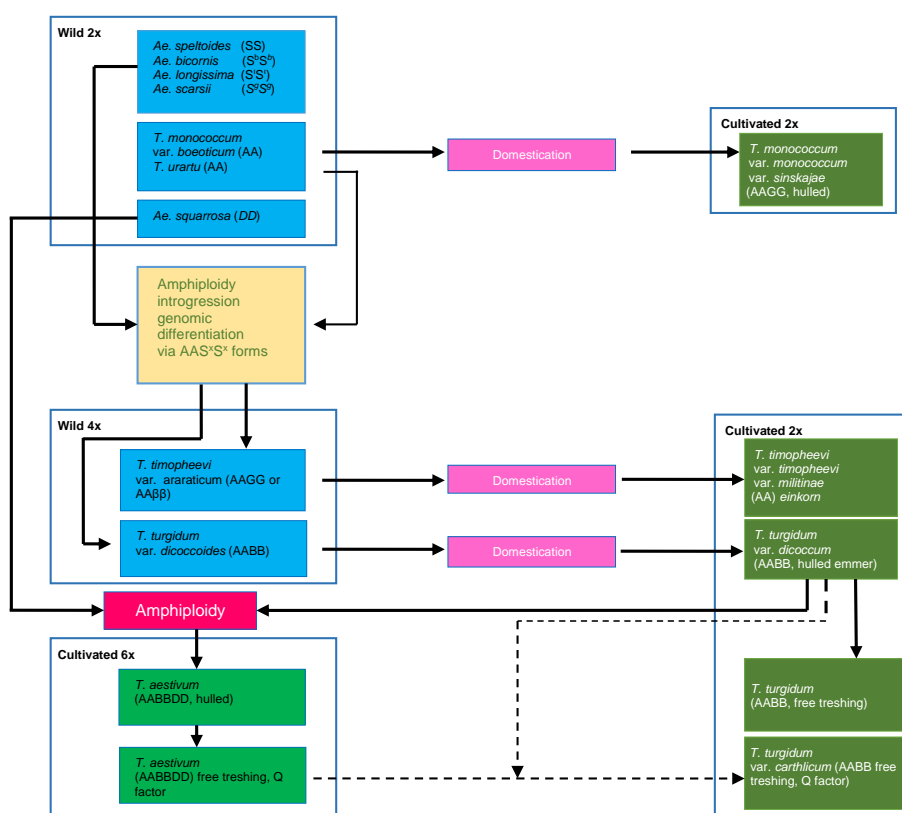 Wild 2x
Ae. speltoides (SS)
Ae. bicornis (SᵇSᵇ)
Ae. longissima (SˡSˡ)
Ae. scarsii (SᵍSᵍ)
T. monococcum
var. boeoticum (AA)
T. urartu (AA)
Ae. squarrosa (DD)
Domestication
Cultivated 2x
T. monococcum
var. monococcum
var. sinskajae
(AAGG, hulled)
Amphiploidy
introgression
genomic
differentiation
via AASˣSˣ forms
Wild 4x
T. timopheevi
var. araraticum (AAGG or
AAββ)
T. turgidum
var. dicoccoides (AABB)
Domestication
Domestication
Cultivated 2x
T. timopheevi
var. timopheevi
var. militinae
(AA) einkorn
T. turgidum
var. dicoccum
(AABB, hulled emmer)
Amphiploidy
Cultivated 6x
T. aestivum
(AABBDD, hulled)
T. aestivum
(AABBDD) free treshing, Q
factor
T. turgidum
(AABB, free treshing)
T. turgidum
var. carthlicum (AABB free
treshing, Q factor)